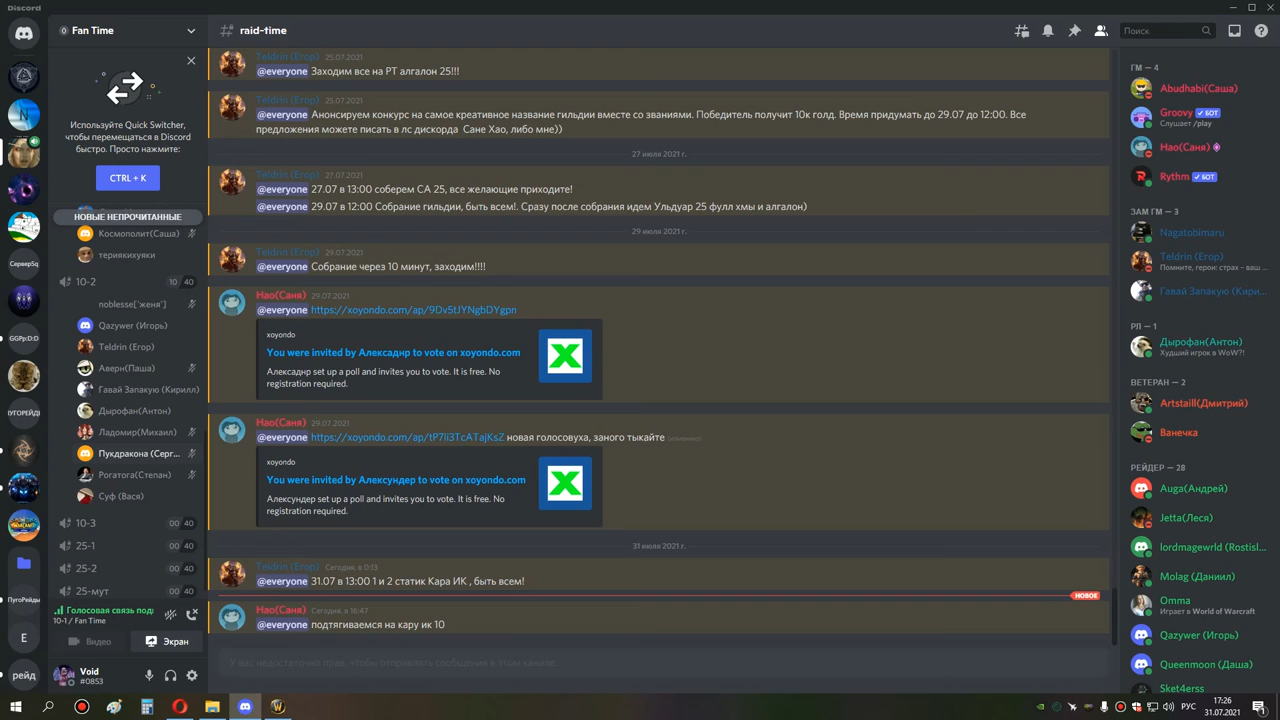 Discord
Fan Time
raid-time
Поиск
Используйте Quick Switcher,
чтобы перемещаться в Discord
быстро. Просто нажмите:
CTRL + K
НОВЫЕ НЕПРОЧИТАННЫЕ
Космополит(Саша)
териякихуяки
10-2
10 40
noblesse['женя']
Qazywer (Игорь)
Teldrin (Егор)
Аверн(Паша)
Гавай Запакую (Кирилл)
Дырофан(Антон)
Ладомир(Михаил)
Пукдракона (Серг...
Рогатога(Степан)
Суф (Вася)
10-3
00 40
25-1
00 40
25-2
00 40
25-мут
00 40
Голосовая связь подк
10-1 / Fan Time
Видео
Экран
Void
#0853
СерверSq
GGPp:D:D
ПУГОРЕЙДЫ
ПугоРейды
Е
рейд
Teldrin (Егор) 25.07.2021
@everyone Заходим все на РТ алгалон 25!!!
Teldrin (Егор) 25.07.2021
@everyone Анонсируем конкурс на самое креативное название гильдии вместе со званиями. Победитель получит 10к голд. Время придумать до 29.07 до 12:00. Все
предложения можете писать в лс дискорда Сане Хао, либо мне))
27 июля 2021 г.
Teldrin (Егор) 27.07.2021
@everyone 27.07 в 13:00 соберем СА 25, все желающие приходите!
@everyone 29.07 в 12:00 Собрание гильдии, быть всем!. Сразу после собрания идем Ульдуар 25 фулл хмы и алгалон)
29 июля 2021 г.
Teldrin (Егор) 29.07.2021
@everyone Собрание через 10 минут, заходим!!!!
Hao(Саня) 29.07.2021
@everyone https://xoyondo.com/ap/9Dv5tJYNgbDYgpn
xoyondo
You were invited by Алексаднр to vote on xoyondo.com
Алексаднр set up a poll and invites you to vote. It is free. No
registration required.
Hao(Саня) 29.07.2021
@everyone https://xoyondo.com/ap/tP7Ii3TcATajKsZ новая голосовуха, заного тыкайте (изменено)
xoyondo
You were invited by Алексундер to vote on xoyondo.com
Алексундер set up a poll and invites you to vote. It is free. No
registration required.
31 июля 2021 г.
Teldrin (Егор) Сегодня, в 0:13
@everyone 31.07 в 13:00 1 и 2 статик Кара ИК , быть всем!
НОВОЕ
Hao(Саня) Сегодня, в 16:47
@everyone подтягиваемся на кару ик 10
У вас недостаточно прав, чтобы отправлять сообщения в этом канале.
ГМ — 4
Abudhabi(Саша)
Groovy БОТ
Слушает /play
Hao(Саня)
Rythm БОТ
ЗАМ ГМ — 3
Nagatobimaru
Teldrin (Егор)
Помните, герои: страх – ваш ...
Гавай Запакую (Кири...
РЛ — 1
Дырофан(Антон)
Худший игрок в WoW?!
ВЕТЕРАН — 2
Artstaill(Дмитрий)
Ванечка
РЕЙДЕР — 28
Auga(Андрей)
Jetta(Леся)
lordmagewrld (Rostisl...
Molag (Даниил)
Omma
Играет в World of Warcraft
Qazywer (Игорь)
Queenmoon (Даша)
Sket4erss
РУС
17:26
31.07.2021